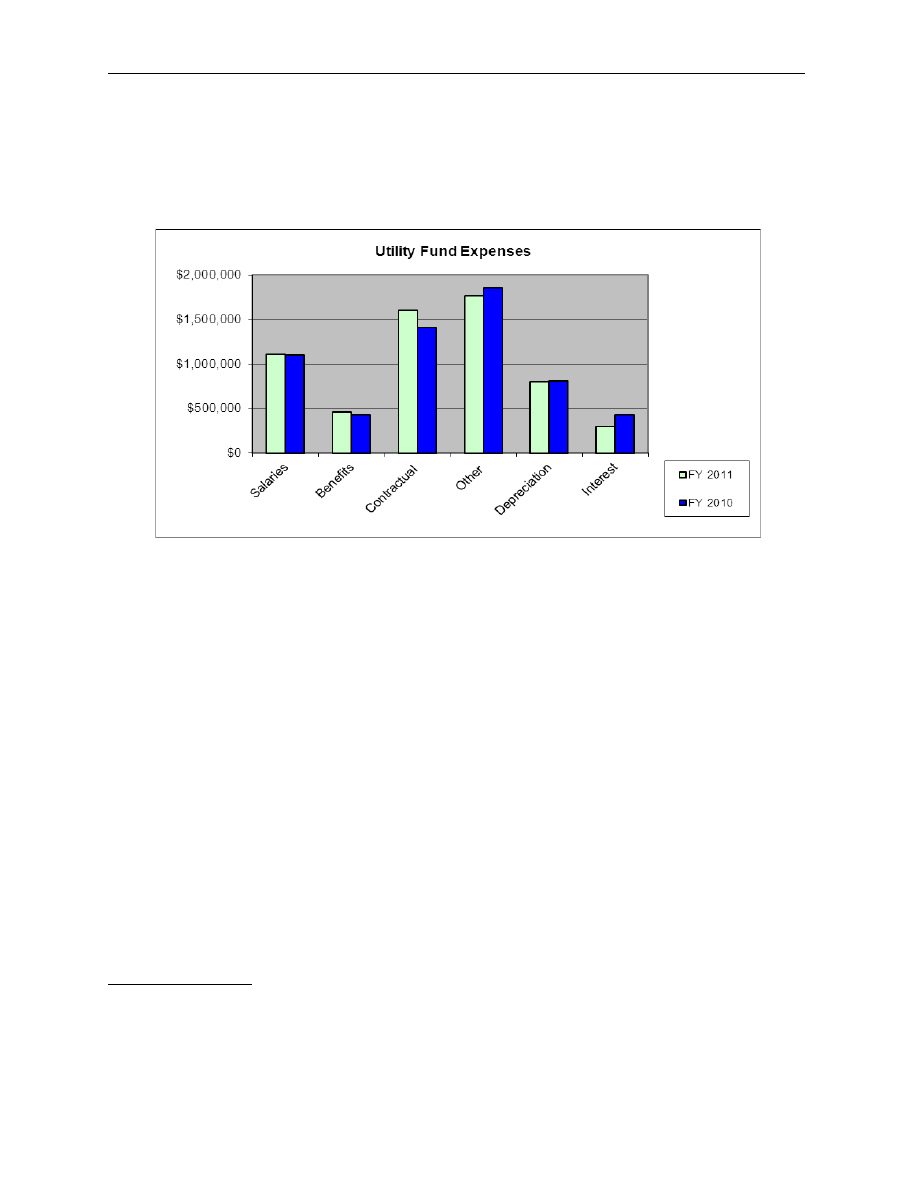 Utility Fund Expenses
$2,000,000
$1,500,000
$1,000,000
$500,000
$0
Salaries
Benefits
Contractual
Other
Depreciation
Interest
FY 2011
FY 2010